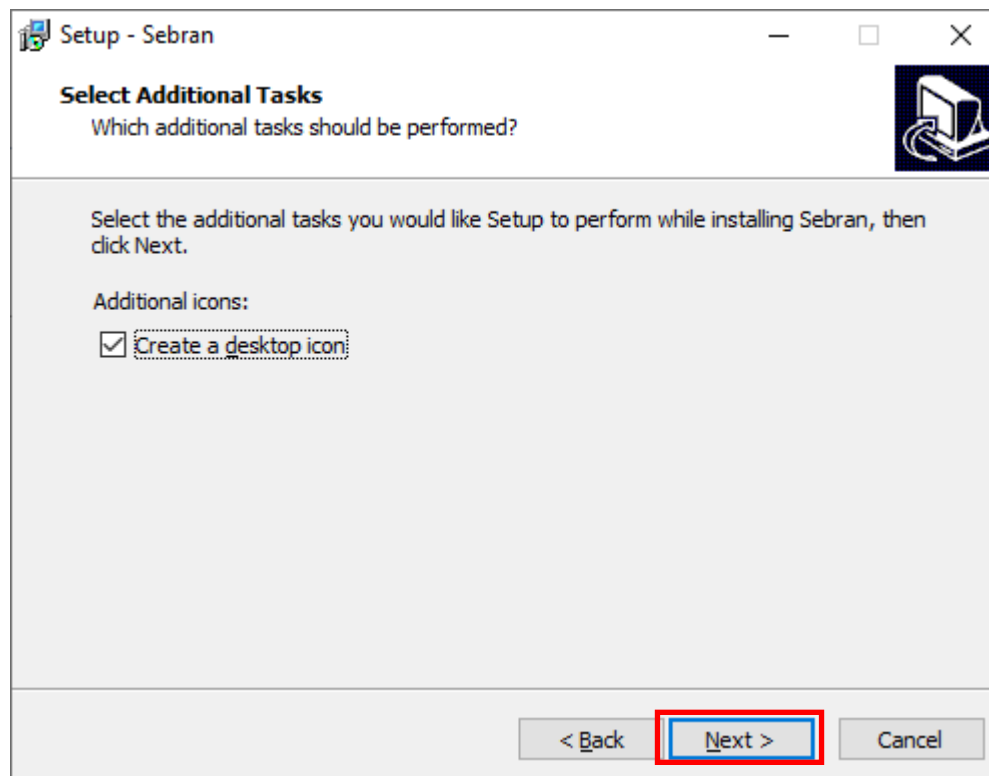 Setup - Sebran
Select Additional Tasks
Which additional tasks should be performed?
Select the additional tasks you would like Setup to perform while installing Sebran, then
click Next.
Additional icons:
Create a desktop icon
< Back Next > Cancel